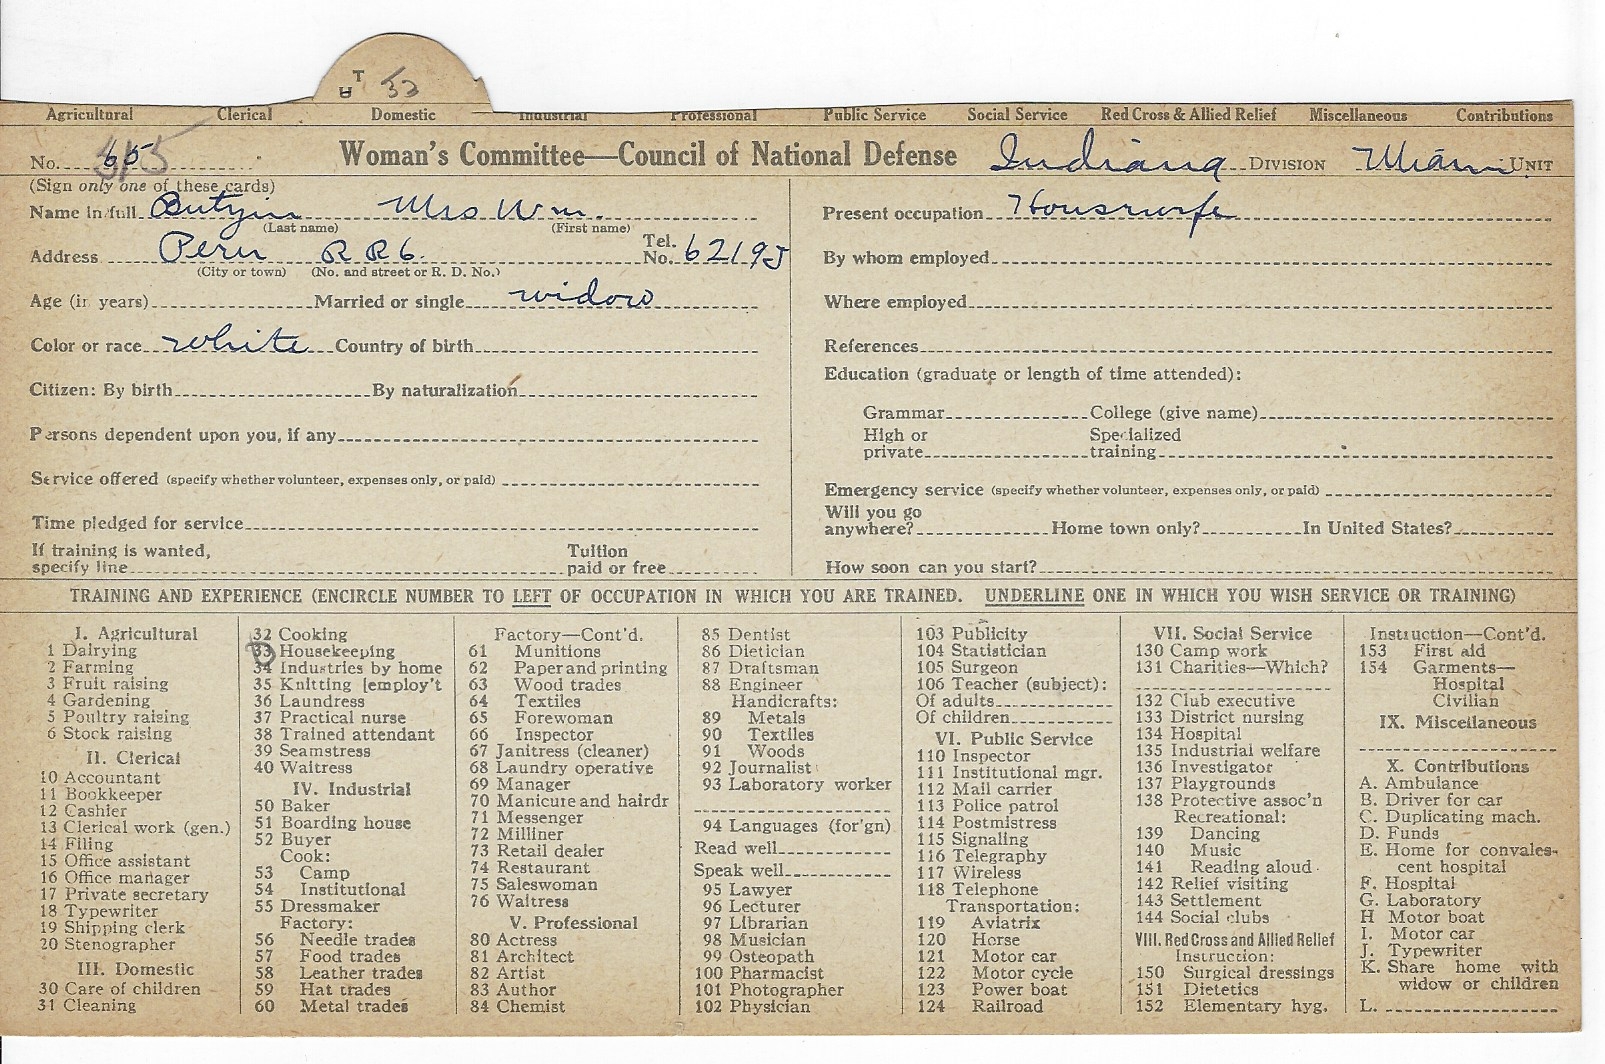 T 53
Agricultural Clerical Domestic Industrial Professional Public Service Social Service Red Cross & Allied Relief Miscellaneous Contributions
No. Woman's Committee—Council of National Defense Indiana DIVISION Miami UNIT
(Sign only one of these cards)
Name in full Mrs Wm.
(Last name) (First name)
Address Peru R R 6. Tel. No. 6219J
(City or town) (No. and street or R. D. No.)
Age (in years) Married or single widow
Color or race white Country of birth
Citizen: By birth By naturalization
Persons dependent upon you, if any
Service offered (specify whether volunteer, expenses only, or paid)
Time pledged for service
If training is wanted,
specify line Tuition paid or free
Present occupation Housewife
By whom employed
Where employed
References
Education (graduate or length of time attended):
Grammar College (give name)
High or private Specialized training
Emergency service (specify whether volunteer, expenses only, or paid)
Will you go
anywhere? Home town only? In United States?
How soon can you start?
TRAINING AND EXPERIENCE (ENCIRCLE NUMBER TO LEFT OF OCCUPATION IN WHICH YOU ARE TRAINED. UNDERLINE ONE IN WHICH YOU WISH SERVICE OR TRAINING)
I. Agricultural
1 Dairying
2 Farming
3 Fruit raising
4 Gardening
5 Poultry raising
6 Stock raising
II. Clerical
10 Accountant
11 Bookkeeper
12 Cashier
13 Clerical work (gen.)
14 Filing
15 Office assistant
16 Office manager
17 Private secretary
18 Typewriter
19 Shipping clerk
20 Stenographer
III. Domestic
30 Care of children
31 Cleaning
32 Cooking
33 Housekeeping
34 Industries by home
35 Knitting [employ't
36 Laundress
37 Practical nurse
38 Trained attendant
39 Seamstress
40 Waitress
IV. Industrial
50 Baker
51 Boarding house
52 Buyer
Cook:
53 Camp
54 Institutional
55 Dressmaker
Factory:
56 Needle trades
57 Food trades
58 Leather trades
59 Hat trades
60 Metal trades
Factory—Cont'd.
61 Munitions
62 Paper and printing
63 Wood trades
64 Textiles
65 Forewoman
66 Inspector
67 Janitress (cleaner)
68 Laundry operative
69 Manager
70 Manicure and hairdr
71 Messenger
72 Milliner
73 Retail dealer
74 Restaurant
75 Saleswoman
76 Waitress
V. Professional
80 Actress
81 Architect
82 Artist
83 Author
84 Chemist
85 Dentist
86 Dietician
87 Draftsman
88 Engineer
Handicrafts:
89 Metals
90 Textiles
91 Woods
92 Journalist
93 Laboratory worker
94 Languages (for'gn)
Read well
Speak well
95 Lawyer
96 Lecturer
97 Librarian
98 Musician
99 Osteopath
100 Pharmacist
101 Photographer
102 Physician
103 Publicity
104 Statistician
105 Surgeon
106 Teacher (subject):
Of adults
Of children
VI. Public Service
110 Inspector
111 Institutional mgr.
112 Mail carrier
113 Police patrol
114 Postmistress
115 Signaling
116 Telegraphy
117 Wireless
118 Telephone
Transportation:
119 Aviatrix
120 Horse
121 Motor car
122 Motor cycle
123 Power boat
124 Railroad
VII. Social Service
130 Camp work
131 Charities—Which?
132 Club executive
133 District nursing
134 Hospital
135 Industrial welfare
136 Investigator
137 Playgrounds
138 Protective assoc'n
Recreational:
139 Dancing
140 Music
141 Reading aloud
142 Relief visiting
143 Settlement
144 Social clubs
VIII. Red Cross and Allied Relief
Instruction:
150 Surgical dressings
151 Dietetics
152 Elementary hyg.
Instruction—Cont'd.
153 First aid
154 Garments—
Hospital
Civilian
IX. Miscellaneous
X. Contributions
A. Ambulance
B. Driver for car
C. Duplicating mach.
D. Funds
E. Home for convales-
cent hospital
F. Hospital
G. Laboratory
H Motor boat
I. Motor car
J. Typewriter
K. Share home with
widow or children
L.